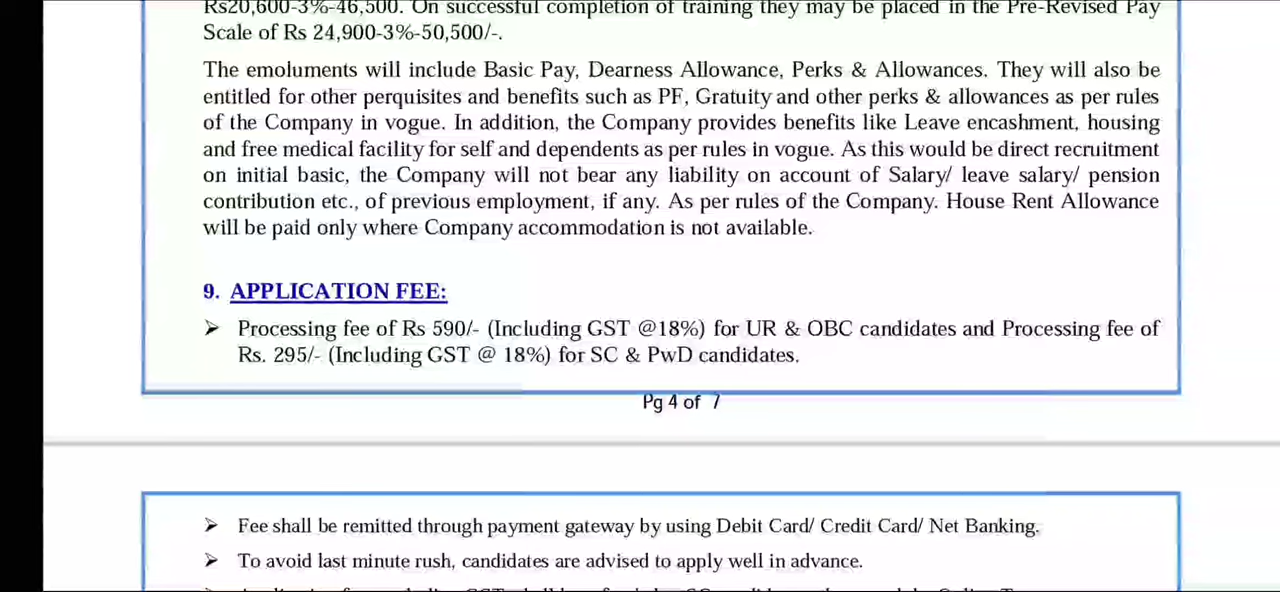 Rs20,600-3%-46,500. On successful completion of training they may be placed in the Pre-Revised Pay
Scale of Rs 24,900-3%-50,500/-.
The emoluments will include Basic Pay, Dearness Allowance, Perks & Allowances. They will also be
entitled for other perquisites and benefits such as PF, Gratuity and other perks & allowances as per rules
of the Company in vogue. In addition, the Company provides benefits like Leave encashment, housing
and free medical facility for self and dependents as per rules in vogue. As this would be direct recruitment
on initial basic, the Company will not bear any liability on account of Salary/ leave salary/ pension
contribution etc., of previous employment, if any. As per rules of the Company. House Rent Allowance
will be paid only where Company accommodation is not available.
9. APPLICATION FEE:
➢ Processing fee of Rs 590/- (Including GST @18%) for UR & OBC candidates and Processing fee of
Rs. 295/- (Including GST @ 18%) for SC & PwD candidates.
Pg 4 of 7
➢ Fee shall be remitted through payment gateway by using Debit Card/ Credit Card/ Net Banking.
➢ To avoid last minute rush, candidates are advised to apply well in advance.